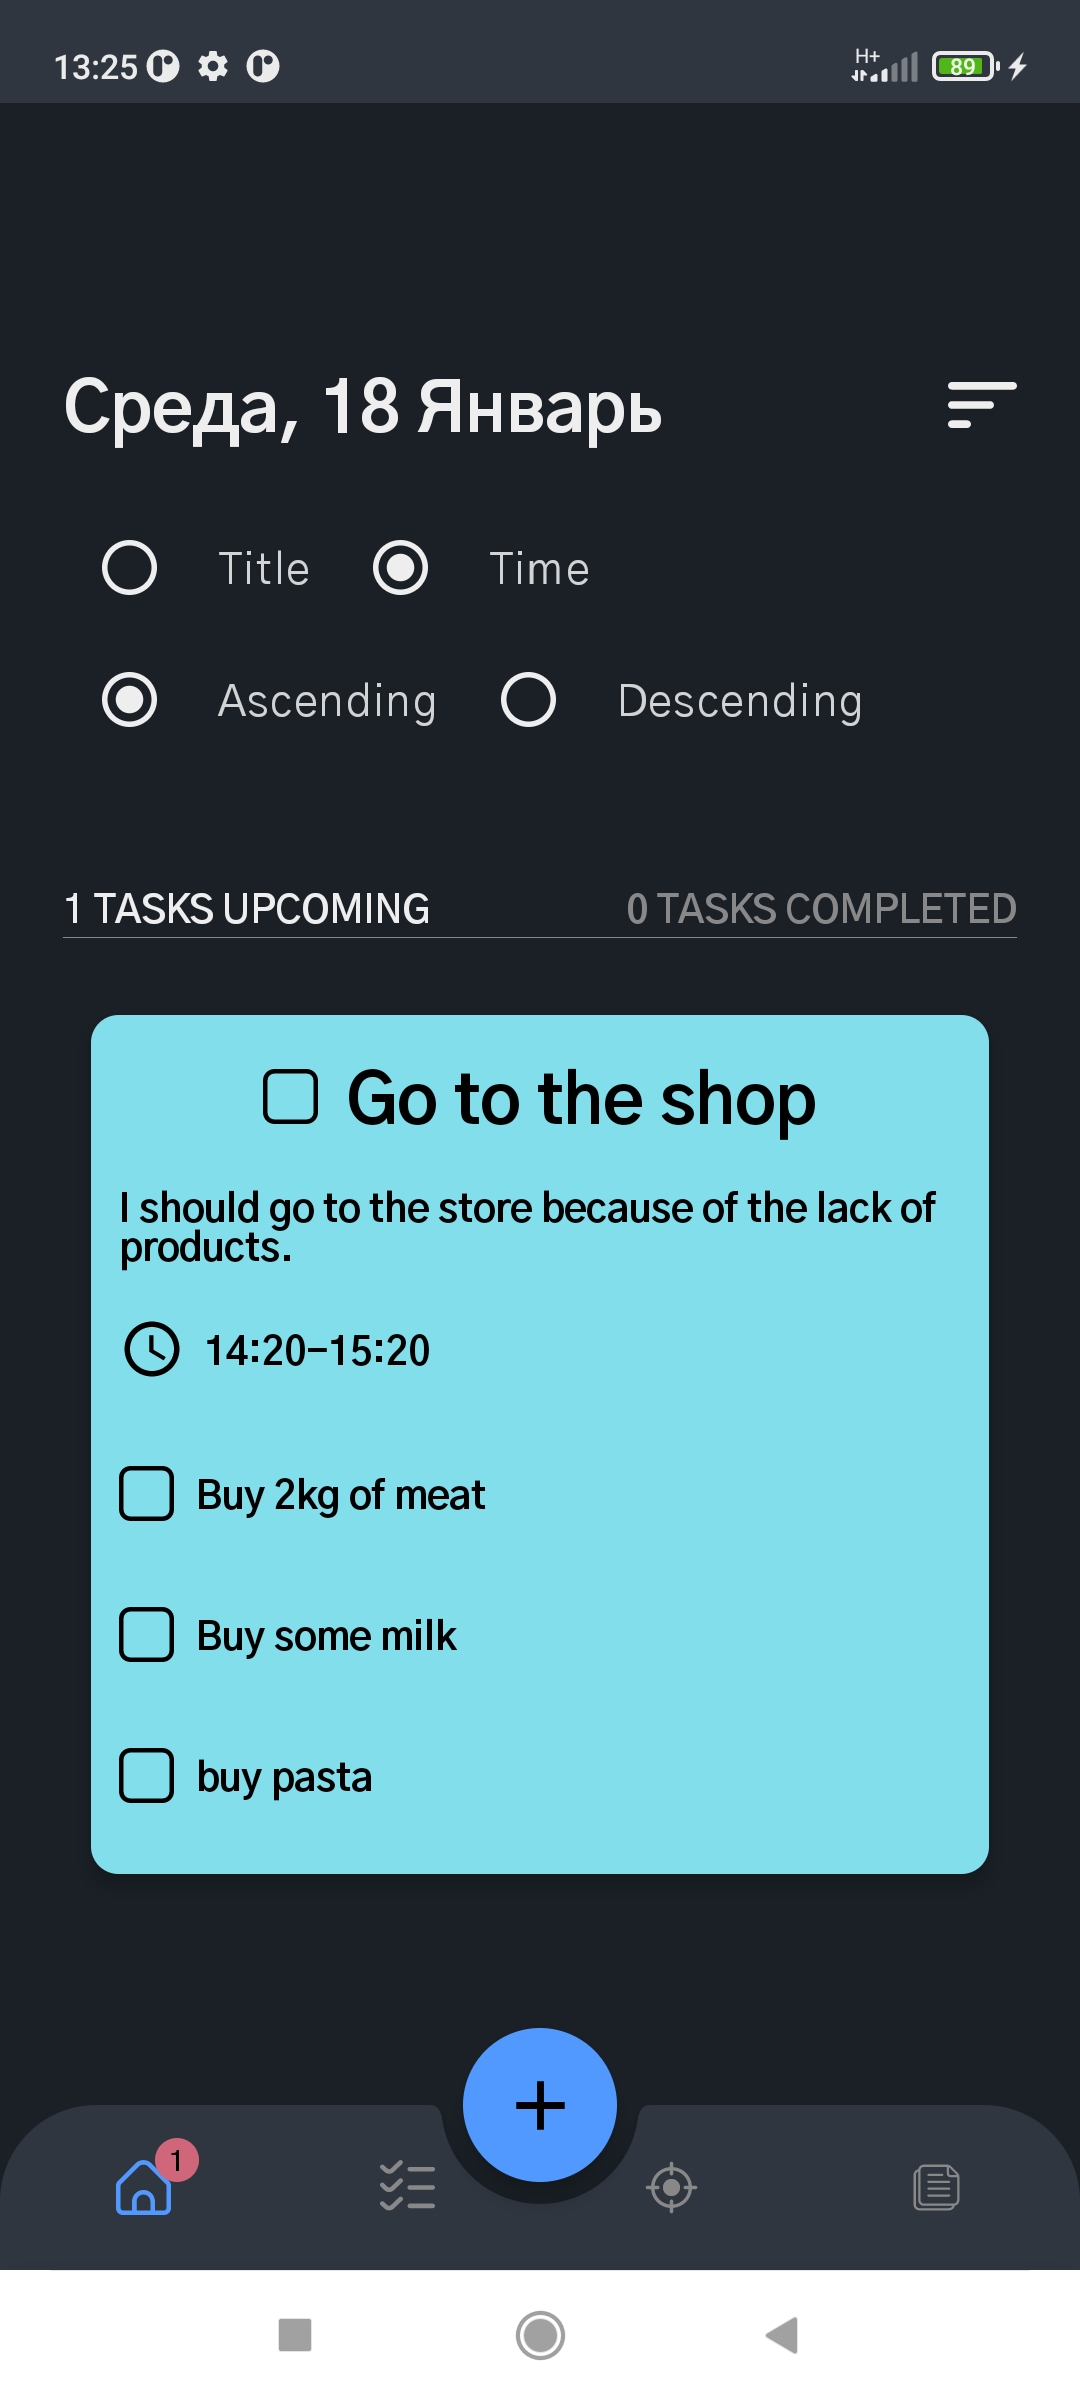 13:25
H+
89
Среда, 18 Январь
Title
Time
Ascending
Descending
1 TASKS UPCOMING
0 TASKS COMPLETED
Go to the shop
I should go to the store because of the lack of
products.
14:20-15:20
Buy 2kg of meat
Buy some milk
buy pasta
1